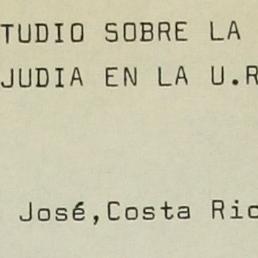 TUDIO SOBRE LA
JUDIA EN LA U.R
José,Costa Ric